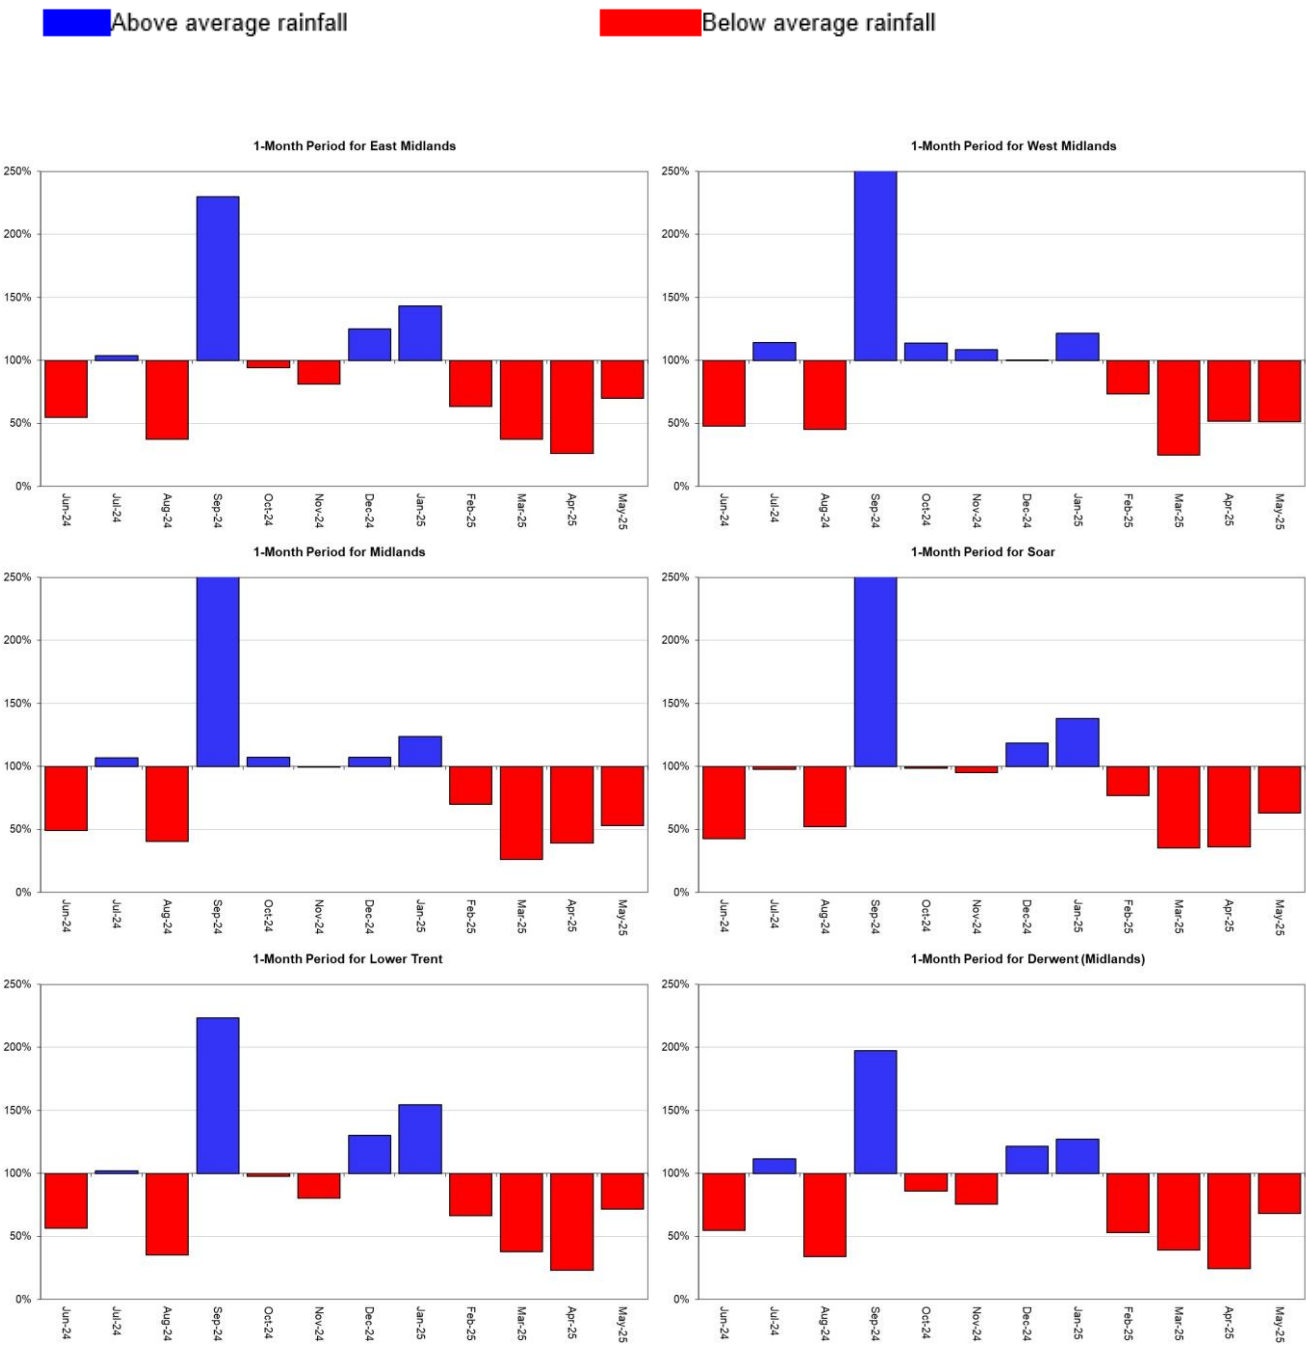 Above average rainfall
Below average rainfall
1-Month Period for East Midlands
250%
200%
150%
100%
50%
0%
Jun-24
Jul-24
Aug-24
Sep-24
Oct-24
Nov-24
Dec-24
Jan-25
Feb-25
Mar-25
Apr-25
May-25
1-Month Period for West Midlands
250%
200%
150%
100%
50%
0%
Jun-24
Jul-24
Aug-24
Sep-24
Oct-24
Nov-24
Dec-24
Jan-25
Feb-25
Mar-25
Apr-25
May-25
1-Month Period for Midlands
250%
200%
150%
100%
50%
0%
Jun-24
Jul-24
Aug-24
Sep-24
Oct-24
Nov-24
Dec-24
Jan-25
Feb-25
Mar-25
Apr-25
May-25
1-Month Period for Soar
250%
200%
150%
100%
50%
0%
Jun-24
Jul-24
Aug-24
Sep-24
Oct-24
Nov-24
Dec-24
Jan-25
Feb-25
Mar-25
Apr-25
May-25
1-Month Period for Lower Trent
250%
200%
150%
100%
50%
0%
Jun-24
Jul-24
Aug-24
Sep-24
Oct-24
Nov-24
Dec-24
Jan-25
Feb-25
Mar-25
Apr-25
May-25
1-Month Period for Derwent (Midlands)
250%
200%
150%
100%
50%
0%
Jun-24
Jul-24
Aug-24
Sep-24
Oct-24
Nov-24
Dec-24
Jan-25
Feb-25
Mar-25
Apr-25
May-25